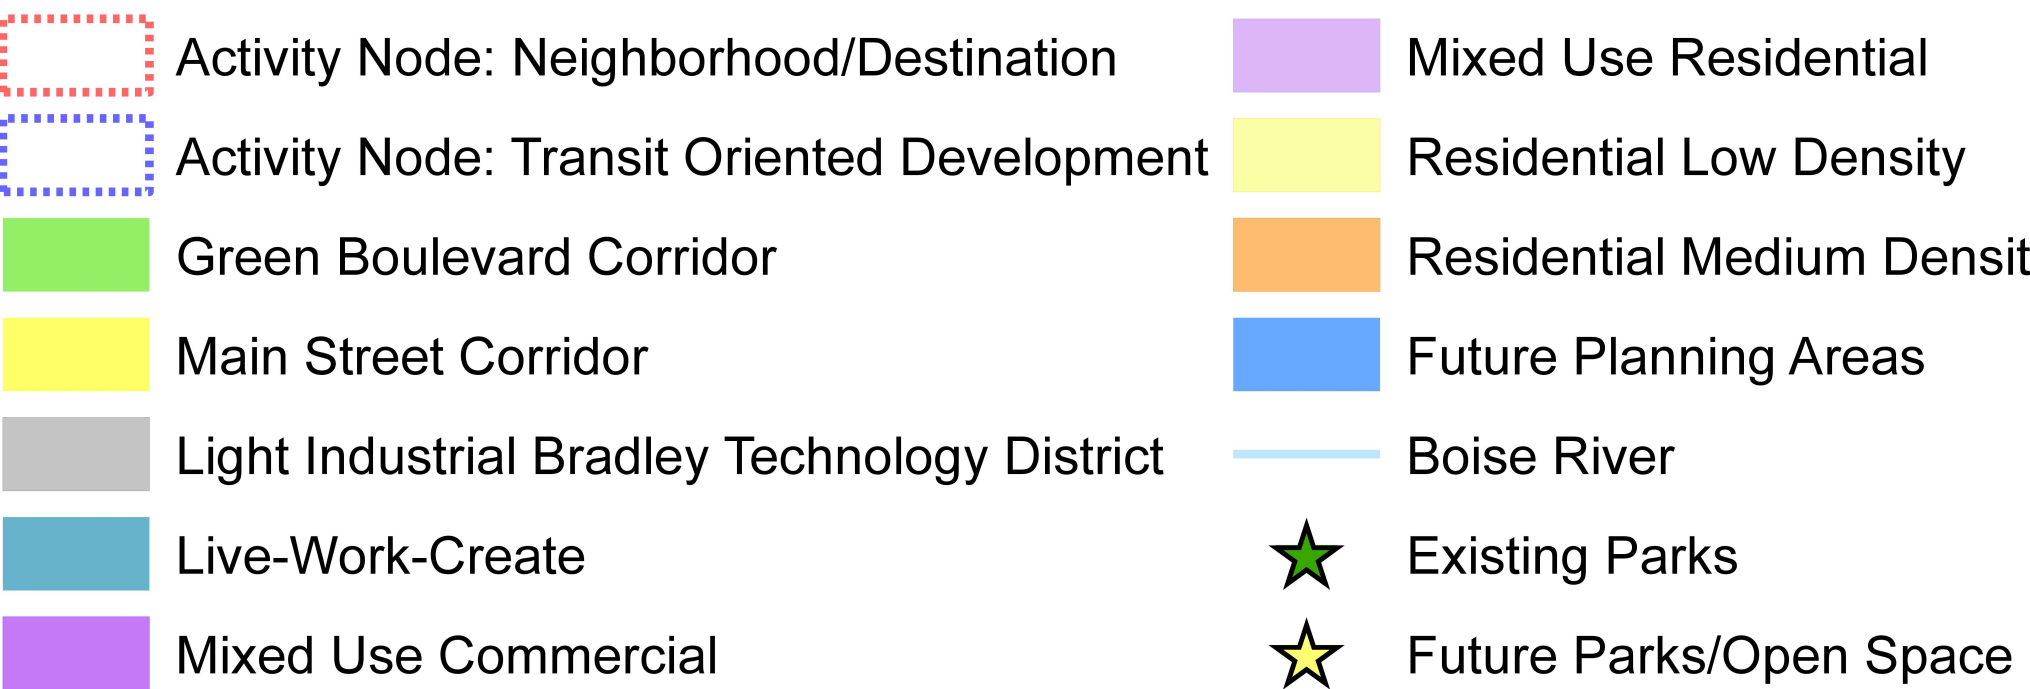 Activity Node: Neighborhood/Destination
Activity Node: Transit Oriented Development
Green Boulevard Corridor
Main Street Corridor
Light Industrial Bradley Technology District
Live-Work-Create
Mixed Use Commercial
Mixed Use Residential
Residential Low Density
Residential Medium Densit
Future Planning Areas
Boise River
Existing Parks
Future Parks/Open Space